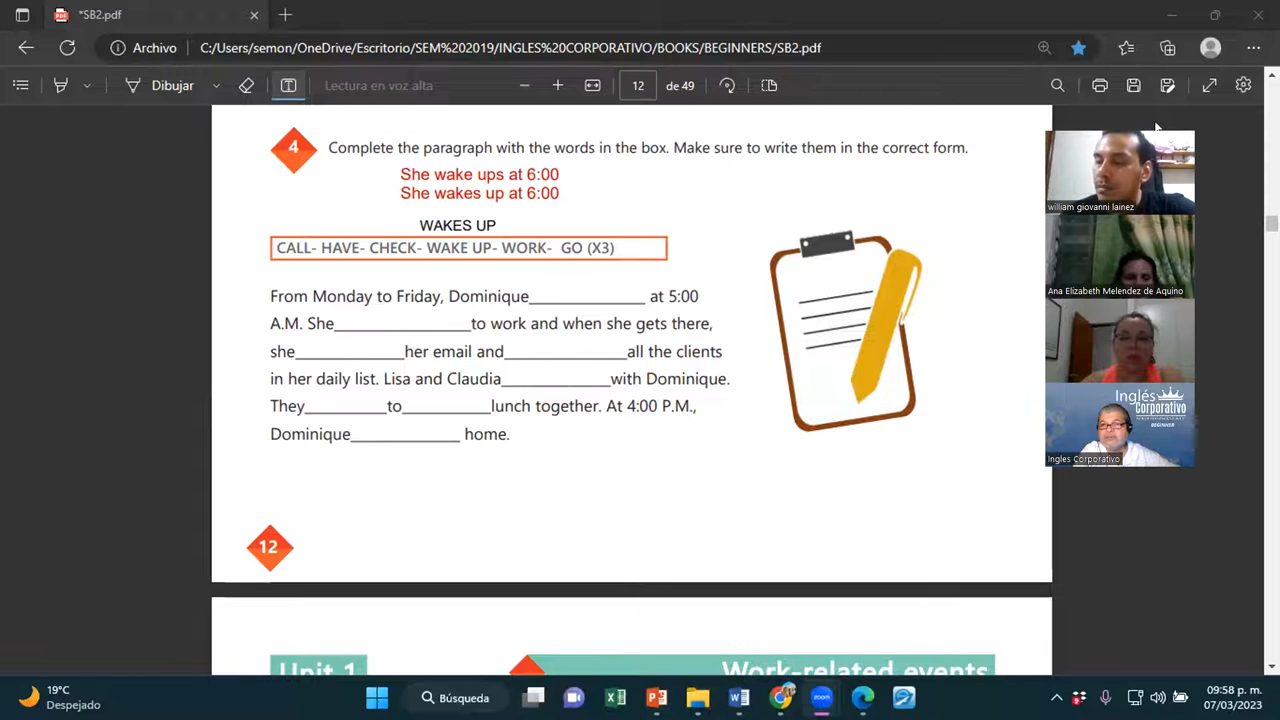 *SB2.pdf
Archivo C:/Users/semon/OneDrive/Escritorio/SEM%202019/INGLES%20CORPORATIVO/BOOKS/BEGINNERS/SB2.pdf
Dibujar Lectura en voz alta 12 de 49
4 Complete the paragraph with the words in the box. Make sure to write them in the correct form.
She wake ups at 6:00
She wakes up at 6:00
WAKES UP
CALL- HAVE- CHECK- WAKE UP- WORK- GO (X3)
From Monday to Friday, Dominique______________ at 5:00
A.M. She________________to work and when she gets there,
she_____________her email and_______________all the clients
in her daily list. Lisa and Claudia_____________with Dominique.
They__________to___________lunch together. At 4:00 P.M.,
Dominique_____________ home.
12
Unit 1
Work-related events
william giovanni lainez
Ana Elizabeth Melendez de Aquino
Inglés
Corporativo
BEGINNER
Ingles Corporativo
19°C
Despejado
Búsqueda
zoom
09:58 p. m.
07/03/2023